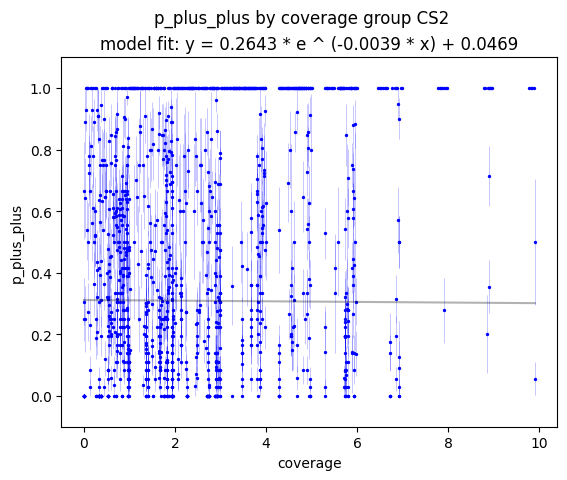 p_plus_plus by coverage group CS2
model fit: y = 0.2643 * e ^ (-0.0039 * x) + 0.0469
1.0
0.8
0.6
0.4
0.2
0.0
p_plus_plus
0 2 4 6 8 10
coverage